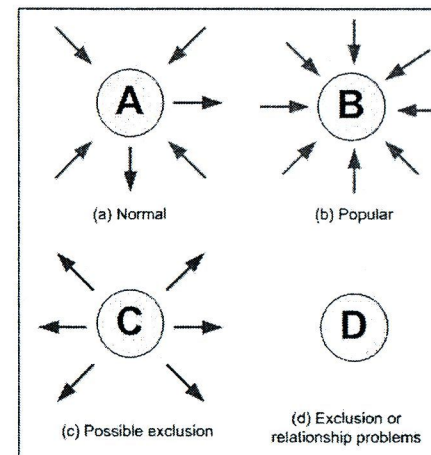 A
B
(a) Normal
(b) Popular
C
D
(c) Possible exclusion
(d) Exclusion or
relationship problems